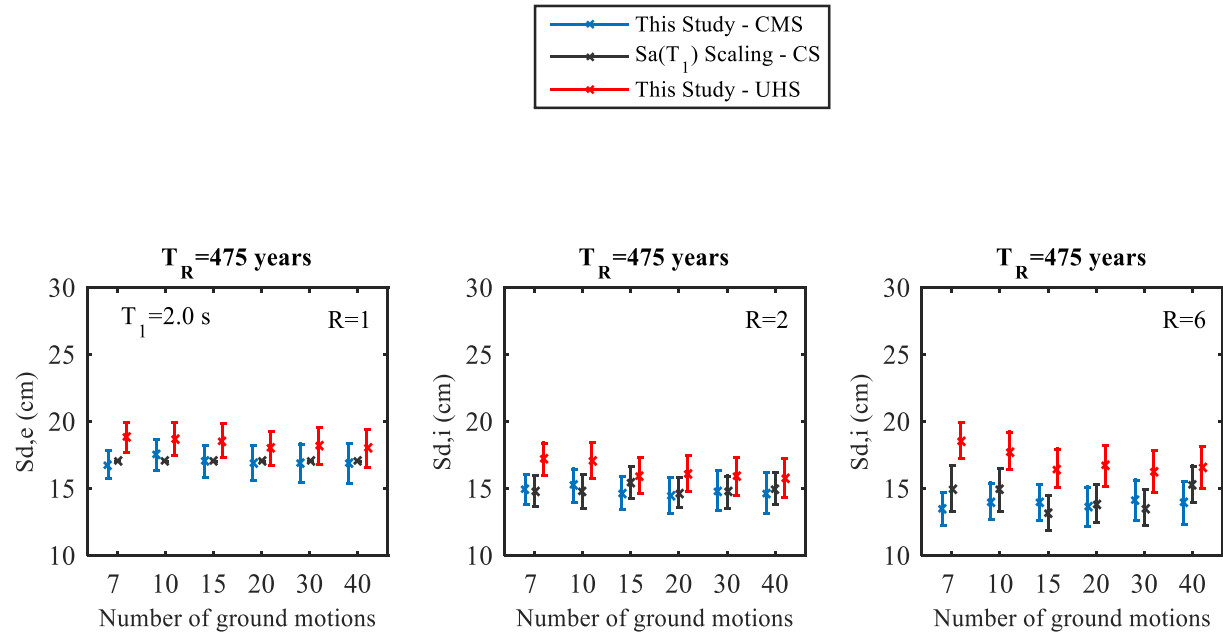 This Study - CMS
Sa(T₁) Scaling - CS
This Study - UHS
T_R=475 years
30
25
20
15
10
Sd,e (cm)
T₁=2.0 s
R=1
7 10 15 20 30 40
Number of ground motions
T_R=475 years
30
25
20
15
10
Sd,i (cm)
R=2
7 10 15 20 30 40
Number of ground motions
T_R=475 years
30
25
20
15
10
Sd,i (cm)
R=6
7 10 15 20 30 40
Number of ground motions